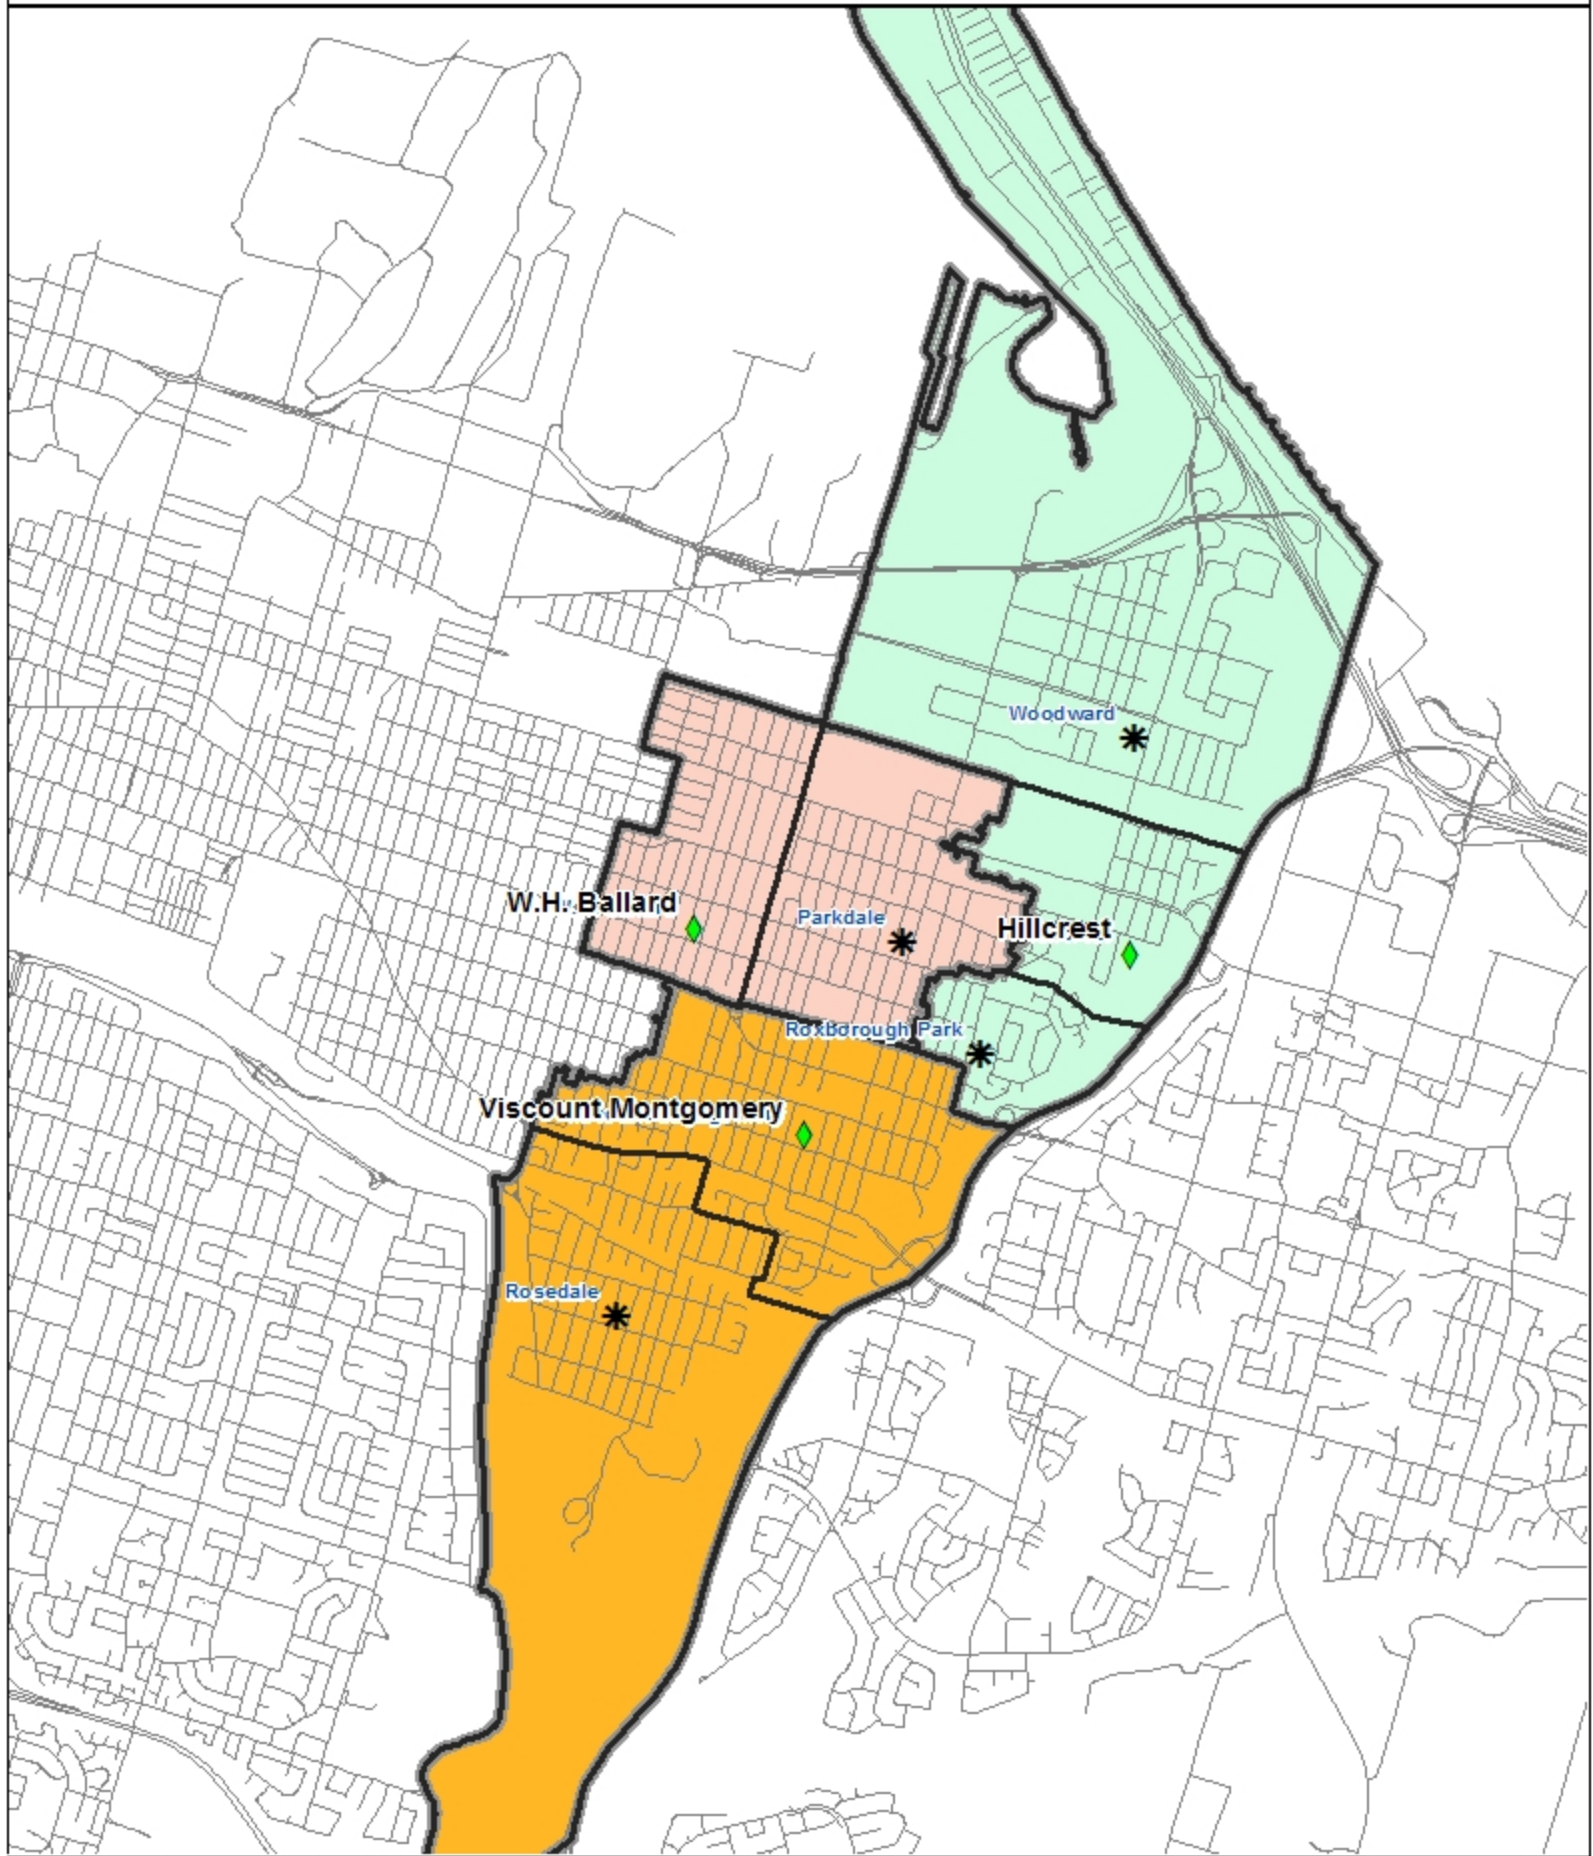 Woodward
W.H. Ballard
Parkdale
Hillcrest
Roxborough Park
Viscount Montgomery
Rosedale